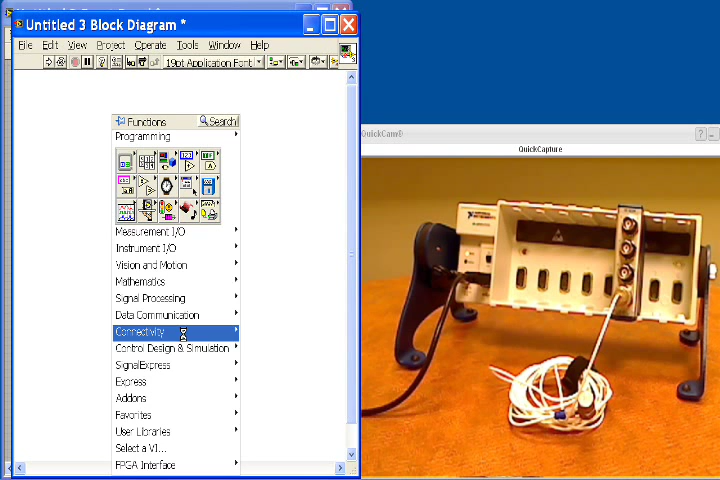 Untitled 3 Block Diagram *
File Edit View Project Operate Tools Window Help
19pt Application Font
Functions
Search
Programming
Measurement I/O
Instrument I/O
Vision and Motion
Mathematics
Signal Processing
Data Communication
Connectivity
Control Design & Simulation
SignalExpress
Express
Addons
Favorites
User Libraries
Select a VI...
FPGA Interface
QuickCam®
QuickCapture